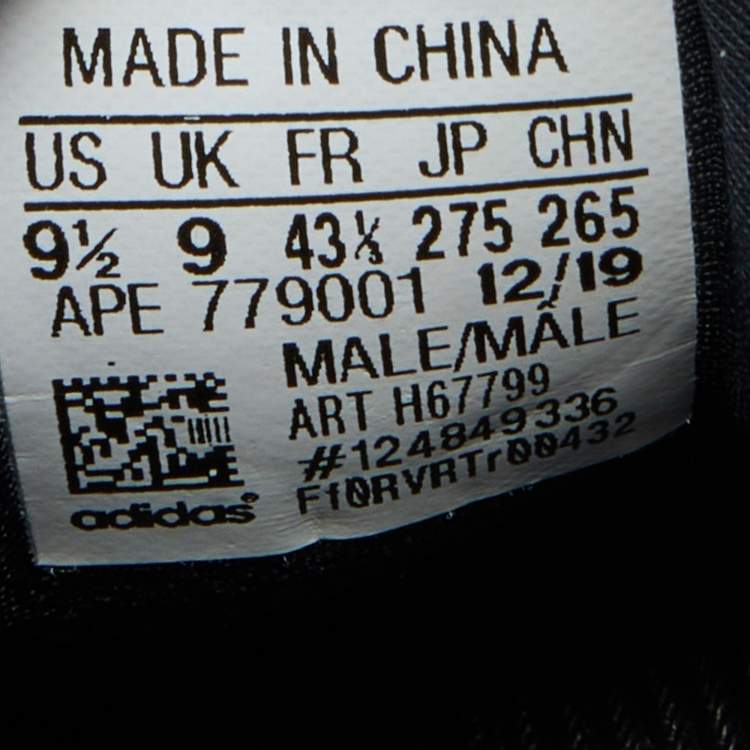 MADE IN CHINA
US UK FR JP CHN
9½ 9 43⅓ 275 265
APE 779001 12/19
MALE/MÂLE
ART H67799
#124849336
Ff0RVRTr00432
adidas®